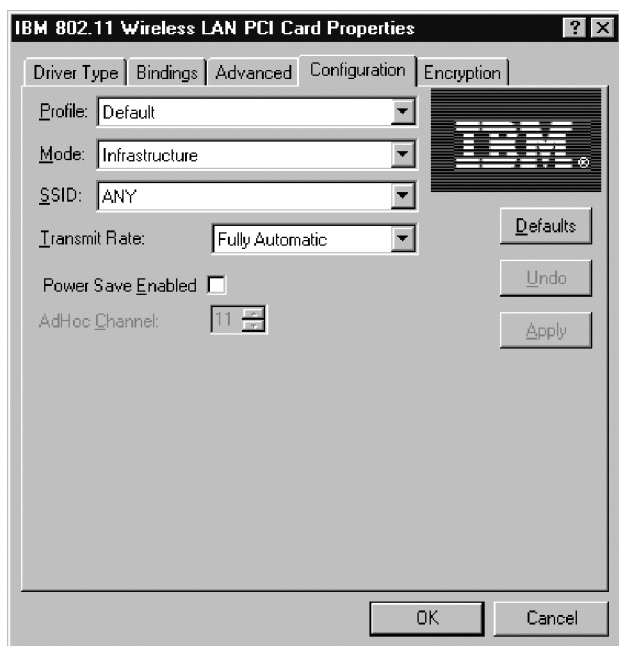 IBM 802.11 Wireless LAN PCI Card Properties ? X
Driver Type Bindings Advanced Configuration Encryption
Profile: Default
IBM®
Mode: Infrastructure
SSID: ANY
Transmit Rate: Fully Automatic
Defaults
Power Save Enabled
Undo
AdHoc Channel: 11
Apply
OK Cancel